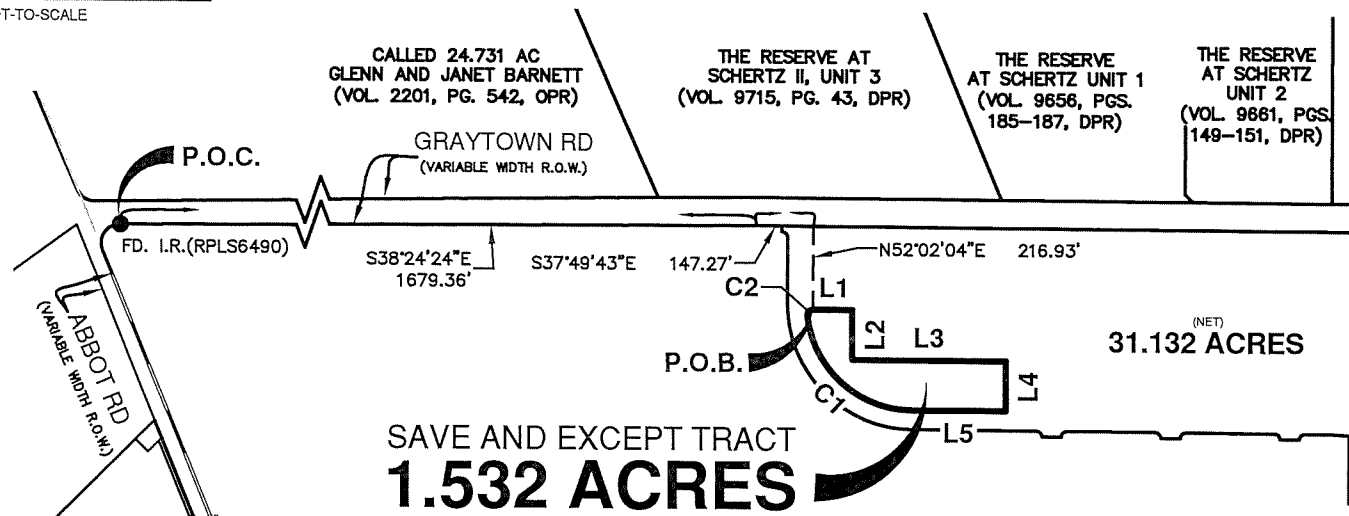 T-TO-SCALE
CALLED 24.731 AC
GLENN AND JANET BARNETT
(VOL. 2201, PG. 542, OPR)
THE RESERVE AT
SCHERTZ II, UNIT 3
(VOL. 9715, PG. 43, DPR)
THE RESERVE
AT SCHERTZ UNIT 1
(VOL. 9656, PGS.
185-187, DPR)
THE RESERVE
AT SCHERTZ
UNIT 2
(VOL. 9661, PGS.
149-151, DPR)
P.O.C.
GRAYTOWN RD
(VARIABLE WIDTH R.O.W.)
FD. I.R.(RPLS6490)
S38°24'24"E
1679.36'
S37°49'43"E 147.27'
N52°02'04"E 216.93'
C2
L1
L2
L3
L4
P.O.B.
(NET)
31.132 ACRES
ABBOT RD
(VARIABLE WIDTH R.O.W.)
C1
L5
SAVE AND EXCEPT TRACT
1.532 ACRES